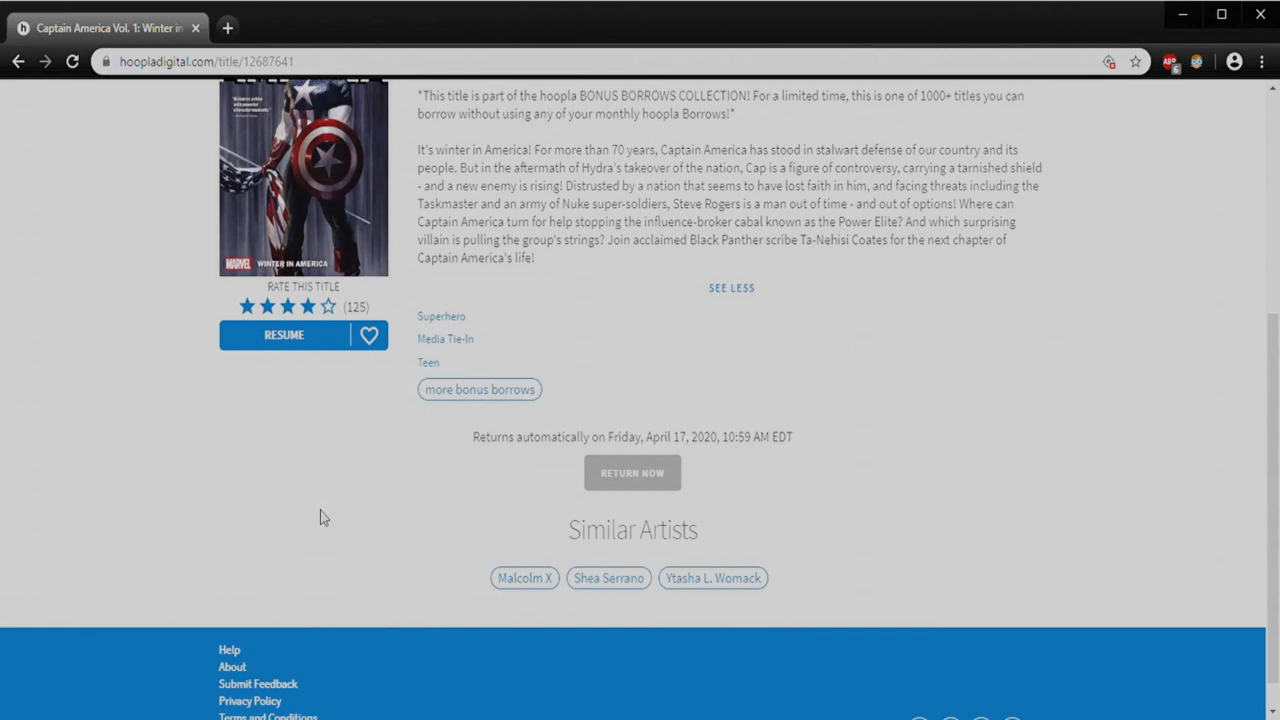 Captain America Vol. 1: Winter in
hoopladigital.com/title/12687641
ABP
6
*This title is part of the hoopla BONUS BORROWS COLLECTION! For a limited time, this is one of 1000+ titles you can
borrow without using any of your monthly hoopla Borrows!*
It's winter in America! For more than 70 years, Captain America has stood in stalwart defense of our country and its
people. But in the aftermath of Hydra's takeover of the nation, Cap is a figure of controversy, carrying a tarnished shield
- and a new enemy is rising! Distrusted by a nation that seems to have lost faith in him, and facing threats including the
Taskmaster and an army of Nuke super-soldiers, Steve Rogers is a man out of time - and out of options! Where can
Captain America turn for help stopping the influence-broker cabal known as the Power Elite? And which surprising
villain is pulling the group's strings? Join acclaimed Black Panther scribe Ta-Nehisi Coates for the next chapter of
Captain America's life!
SEE LESS
MARVEL WINTER IN AMERICA
RATE THIS TITLE
(125)
RESUME
Superhero
Media Tie-In
Teen
more bonus borrows
Returns automatically on Friday, April 17, 2020, 10:59 AM EDT
RETURN NOW
Similar Artists
Malcolm X
Shea Serrano
Ytasha L. Womack
Help
About
Submit Feedback
Privacy Policy
Terms and Conditions